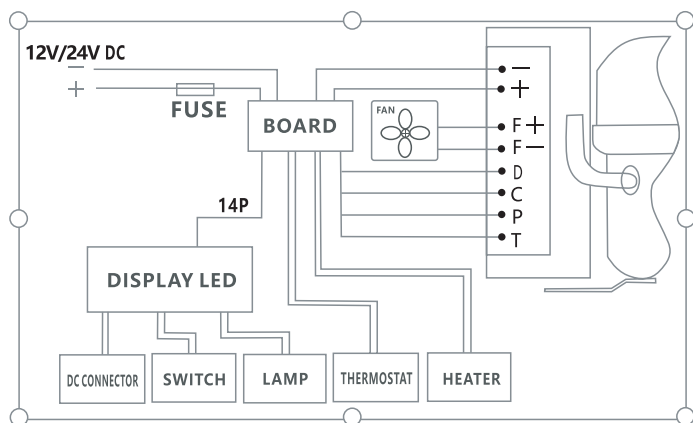 12V/24V DC
−
+
FUSE
BOARD
FAN
−
+
F+
F−
D
C
P
T
14P
DISPLAY LED
DC CONNECTOR
SWITCH
LAMP
THERMOSTAT
HEATER